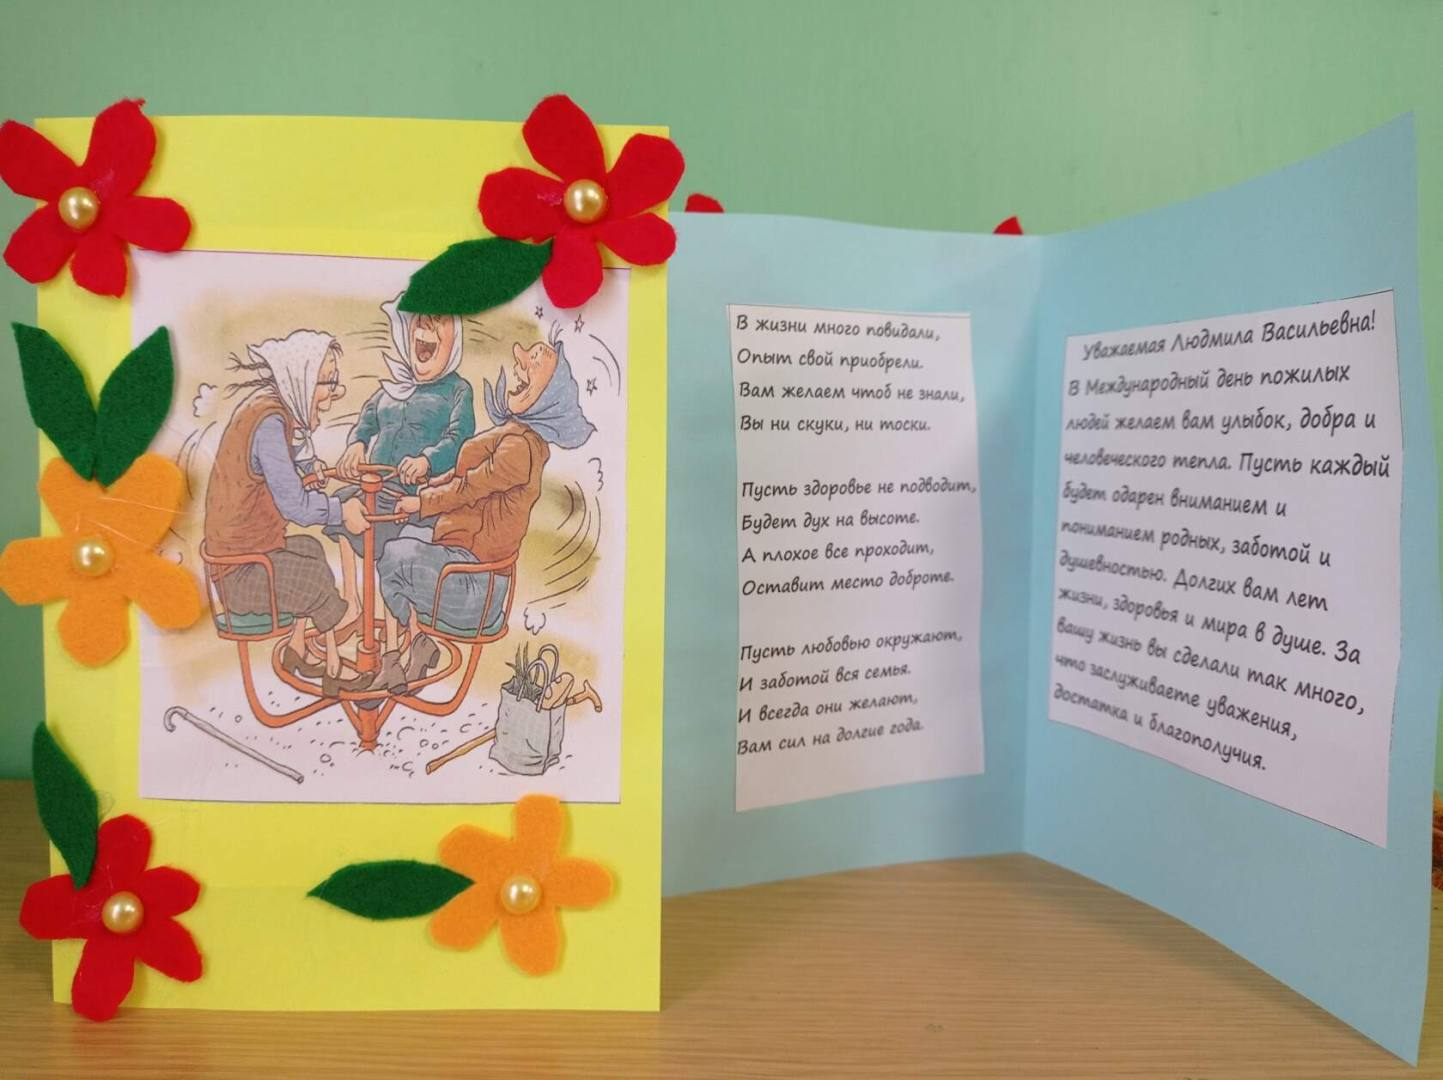 В жизни много повидали,
Опыт свой приобрели.
Вам желаем чтоб не знали,
Вы ни скуки, ни тоски.
Пусть здоровье не подводит,
Будет дух на высоте.
А плохое все проходит,
Оставит место доброте.
Пусть любовью окружают,
И заботой вся семья.
И всегда они желают,
Вам сил на долгие года.
Уважаемая Людмила Васильевна!
В Международный день пожилых
людей желаем вам улыбок, добра и
человеческого тепла. Пусть каждый
будет одарен вниманием и
пониманием родных, заботой и
душевностью. Долгих вам лет
жизни, здоровья и мира в душе. За
вашу жизнь вы сделали так много,
что заслуживаете уважения,
достатка и благополучия.